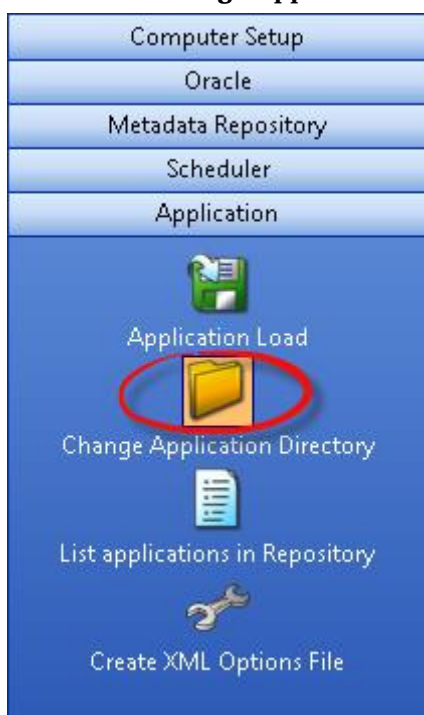 Computer Setup
Oracle
Metadata Repository
Scheduler
Application
Application Load
Change Application Directory
List applications in Repository
Create XML Options File